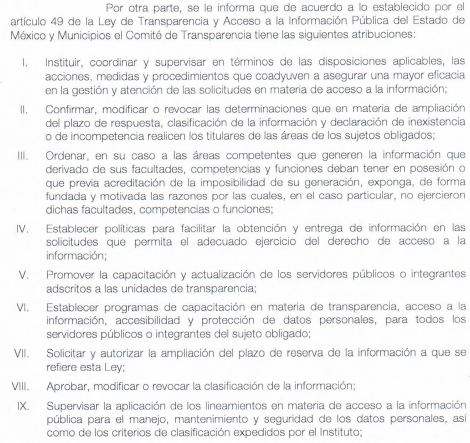 Por otra parte, se le informa que de acuerdo a lo establecido por el
artículo 49 de la Ley de Transparencia y Acceso a la Información Pública del Estado de
México y Municipios el Comité de Transparencia tiene las siguientes atribuciones:
I. Instituir, coordinar y supervisar en términos de las disposiciones aplicables, las
acciones, medidas y procedimientos que coadyuven a asegurar una mayor eficacia
en la gestión y atención de las solicitudes en materia de acceso a la información;
II. Confirmar, modificar o revocar las determinaciones que en materia de ampliación
del plazo de respuesta, clasificación de la información y declaración de inexistencia
o de incompetencia realicen los titulares de las áreas de los sujetos obligados;
III. Ordenar, en su caso a las áreas competentes que generen la información que
derivado de sus facultades, competencias y funciones deban tener en posesión o
que previa acreditación de la imposibilidad de su generación, exponga, de forma
fundada y motivada las razones por las cuales, en el caso particular, no ejercieron
dichas facultades, competencias o funciones;
IV. Establecer políticas para facilitar la obtención y entrega de información en las
solicitudes que permita el adecuado ejercicio del derecho de acceso a la
información;
V. Promover la capacitación y actualización de los servidores públicos o integrantes
adscritos a las unidades de transparencia;
VI. Establecer programas de capacitación en materia de transparencia, acceso a la
información, accesibilidad y protección de datos personales, para todos los
servidores públicos o integrantes del sujeto obligado;
VII. Solicitar y autorizar la ampliación del plazo de reserva de la información a que se
refiere esta Ley;
VIII. Aprobar, modificar o revocar la clasificación de la información;
IX. Supervisar la aplicación de los lineamientos en materia de acceso a la información
pública para el manejo, mantenimiento y seguridad de los datos personales, así
como de los criterios de clasificación expedidos por el Instituto;